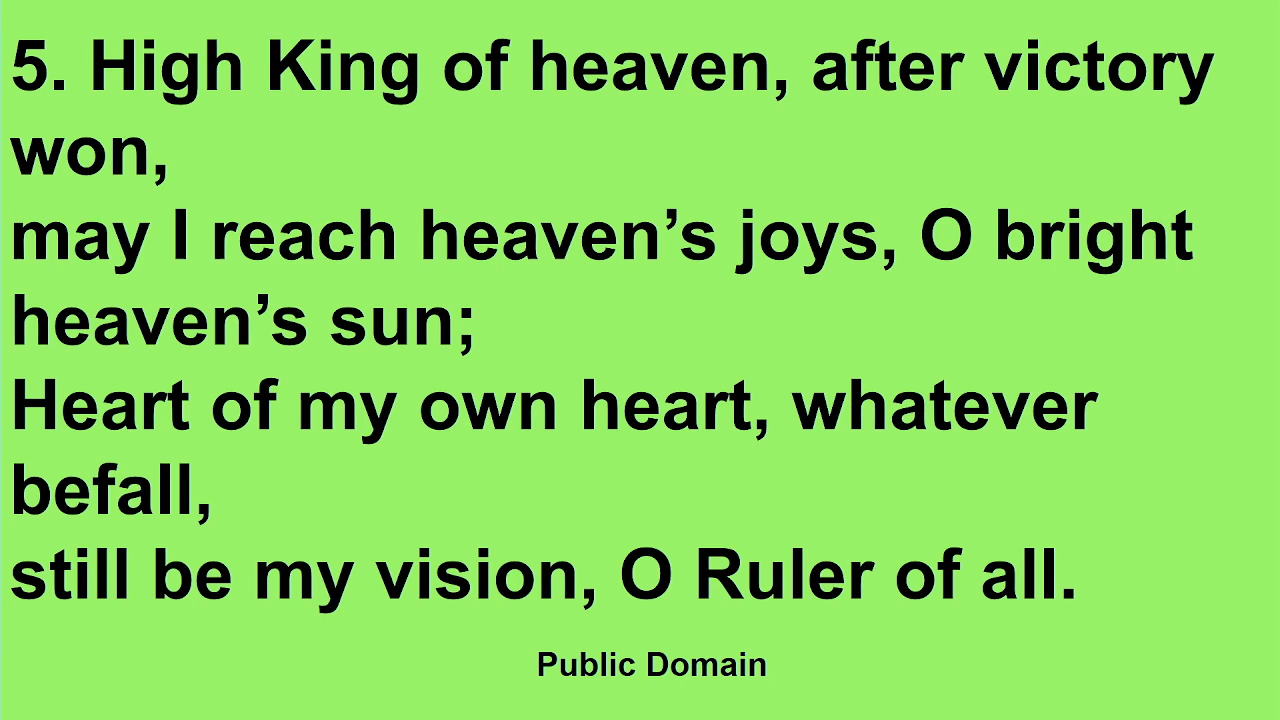 5. High King of heaven, after victory
won,
may I reach heaven’s joys, O bright
heaven’s sun;
Heart of my own heart, whatever
befall,
still be my vision, O Ruler of all.
Public Domain